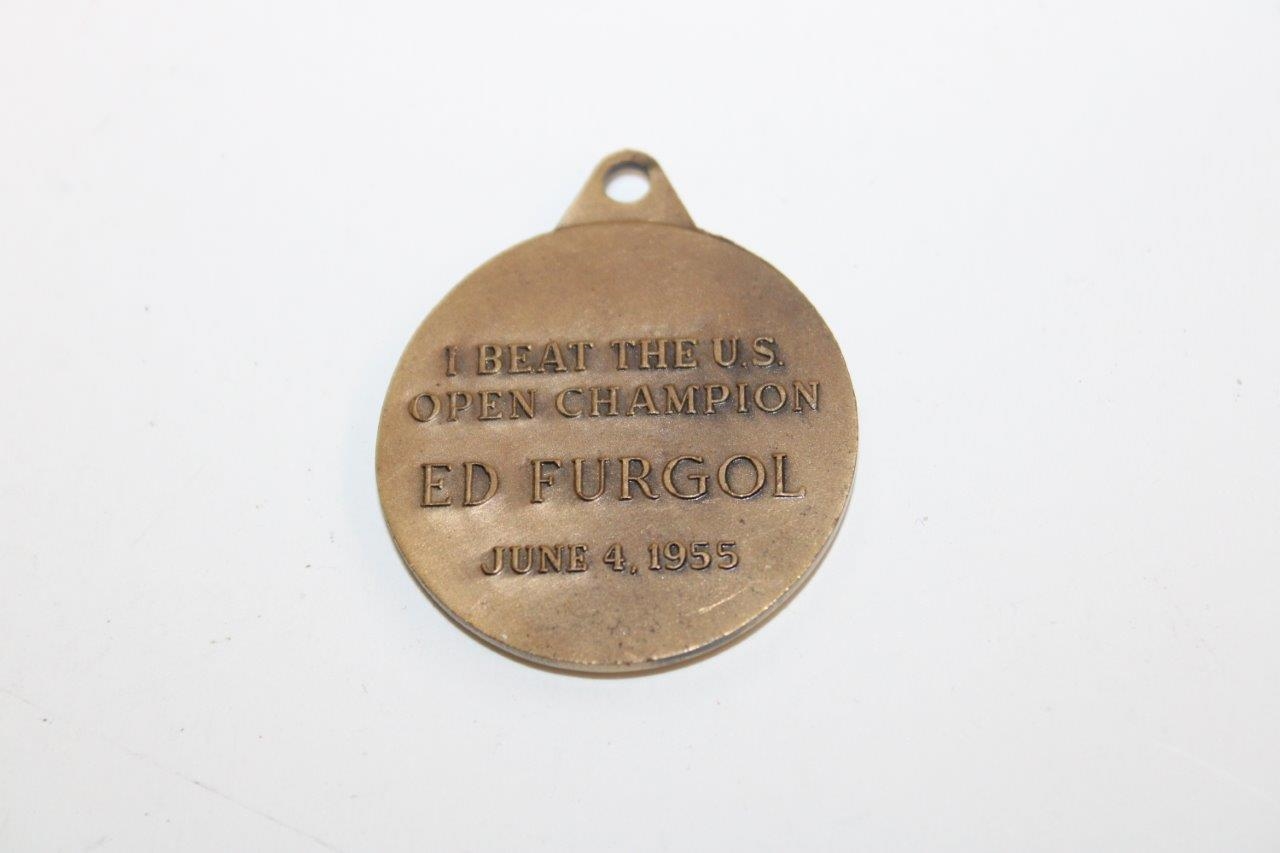 I BEAT THE U.S.
OPEN CHAMPION
ED FURGOL
JUNE 4, 1955